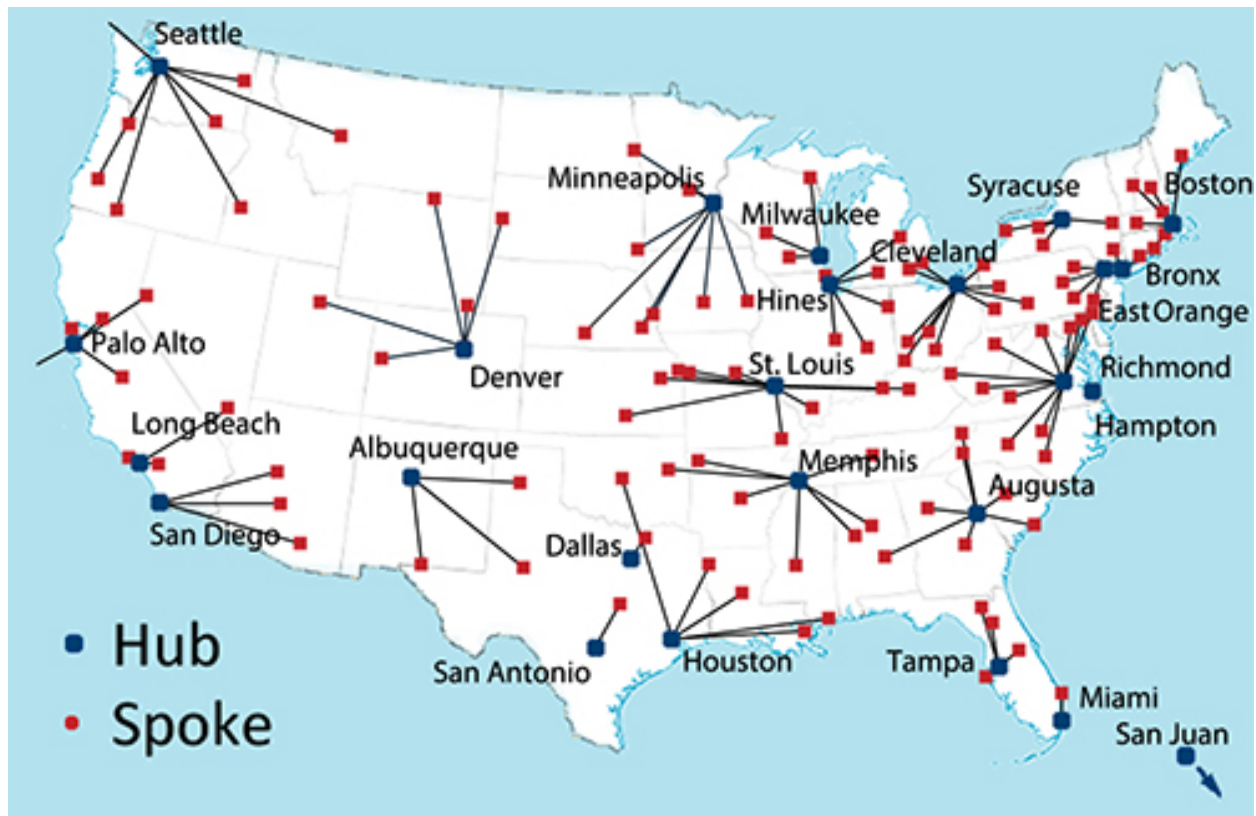 Seattle
Minneapolis
Syracuse
Boston
Milwaukee
Cleveland
Bronx
Hines
East Orange
Palo Alto
St. Louis
Denver
Richmond
Long Beach
Hampton
Albuquerque
Memphis
Augusta
San Diego
Dallas
Hub
San Antonio
Houston
Tampa
Miami
Spoke
San Juan